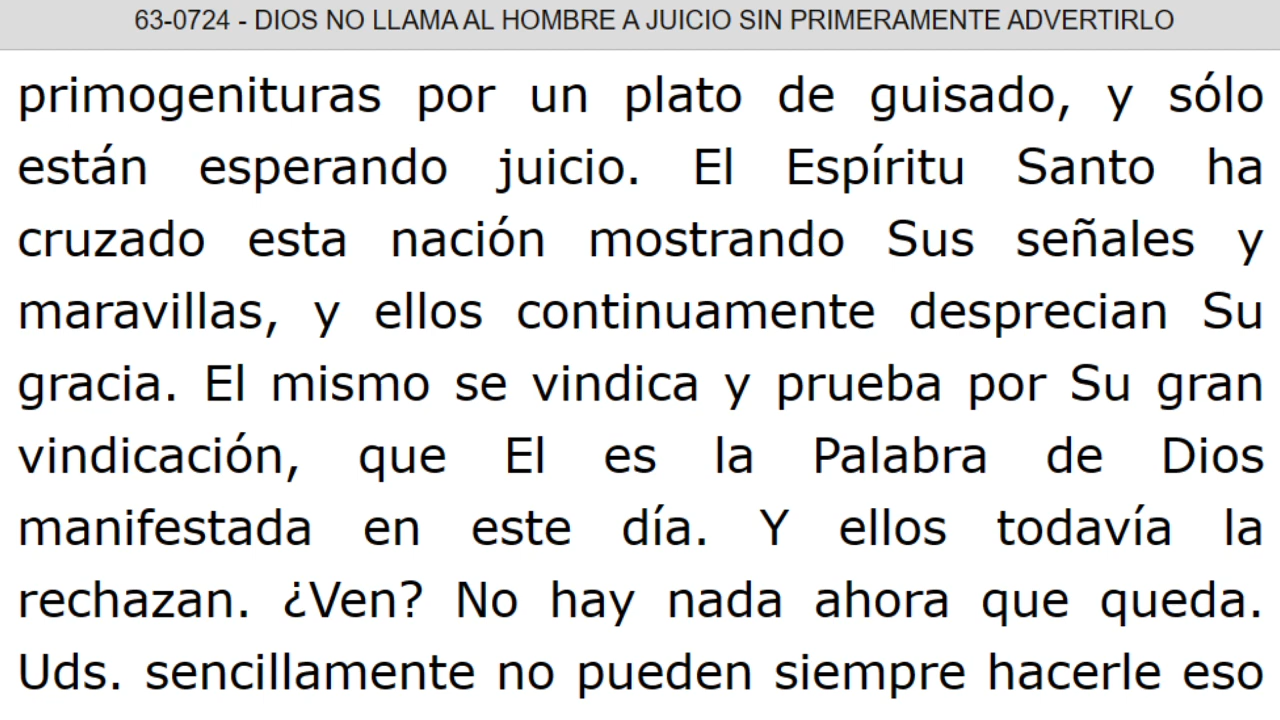 63-0724 - DIOS NO LLAMA AL HOMBRE A JUICIO SIN PRIMERAMENTE ADVERTIRLO
primogenituras por un plato de guisado, y sólo
están esperando juicio. El Espíritu Santo ha
cruzado esta nación mostrando Sus señales y
maravillas, y ellos continuamente desprecian Su
gracia. El mismo se vindica y prueba por Su gran
vindicación, que El es la Palabra de Dios
manifestada en este día. Y ellos todavía la
rechazan. ¿Ven? No hay nada ahora que queda.
Uds. sencillamente no pueden siempre hacerle eso